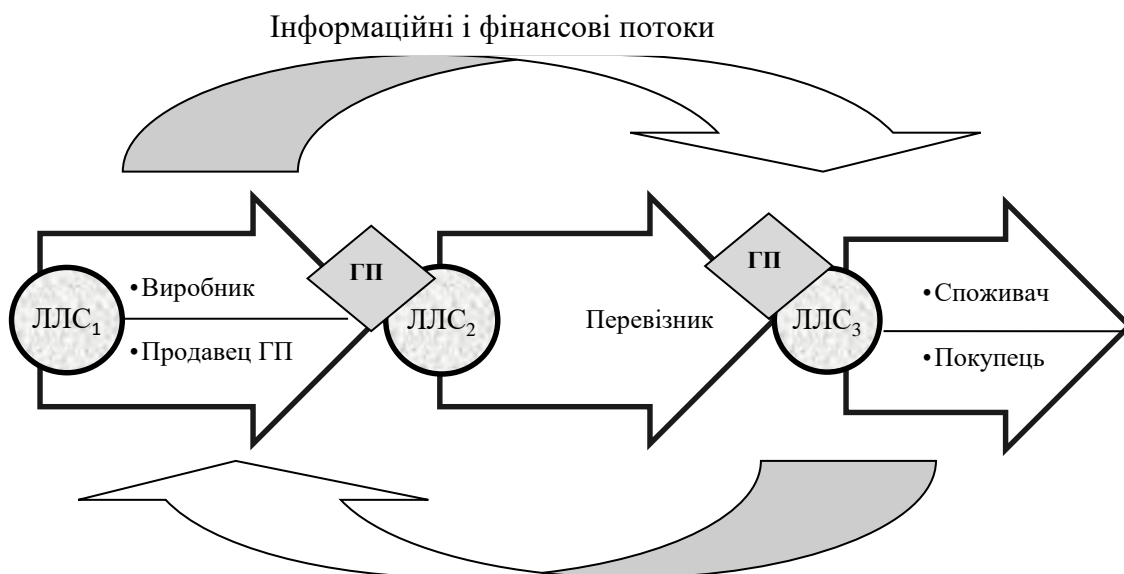 Інформаційні і фінансові потоки
ГП
ГП
ЛЛС₁
•Виробник
•Продавец ГП
ЛЛС₂
Перевізник
ЛЛС₃
•Споживач
•Покупець